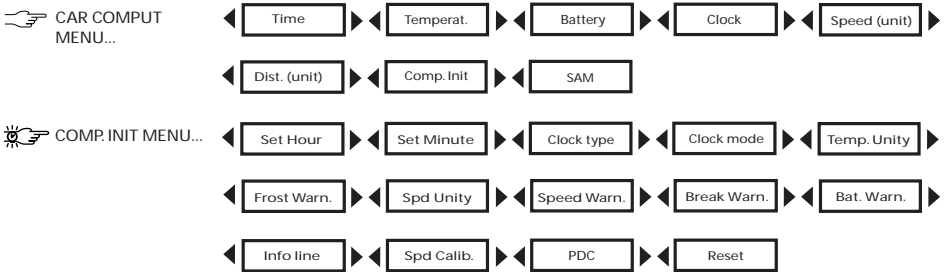 CAR COMPUT MENU...
Time Temperat. Battery Clock Speed (unit)
Dist. (unit) Comp. Init SAM
COMP. INIT MENU... Set Hour Set Minute Clock type Clock mode Temp. Unity
Frost Warn. Spd Unity Speed Warn. Break Warn. Bat. Warn.
Info line Spd Calib. PDC Reset